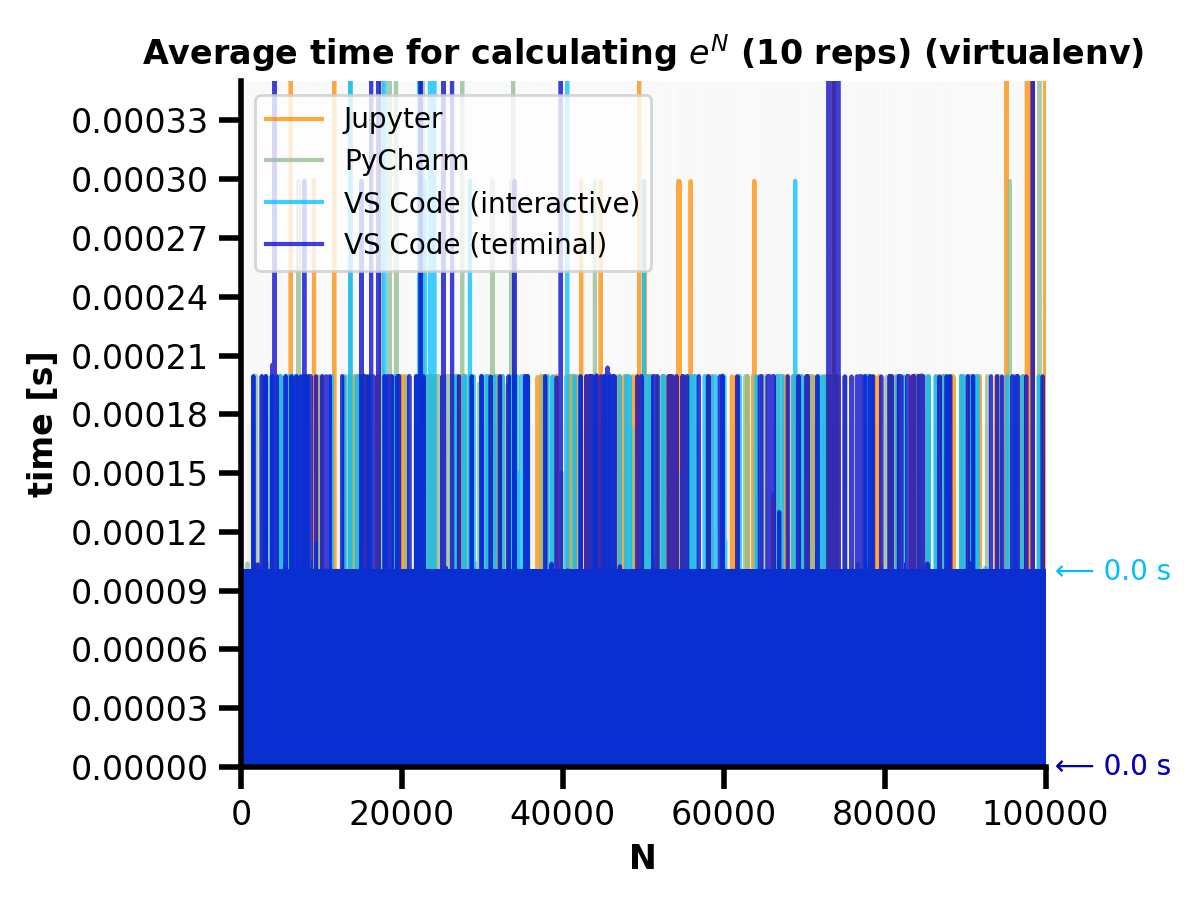 Average time for calculating e^N (10 reps) (virtualenv)
Jupyter
PyCharm
VS Code (interactive)
VS Code (terminal)
time [s]
0.00033
0.00030
0.00027
0.00024
0.00021
0.00018
0.00015
0.00012
0.00009
0.00006
0.00003
0.00000
← 0.0 s
← 0.0 s
0 20000 40000 60000 80000 100000
N